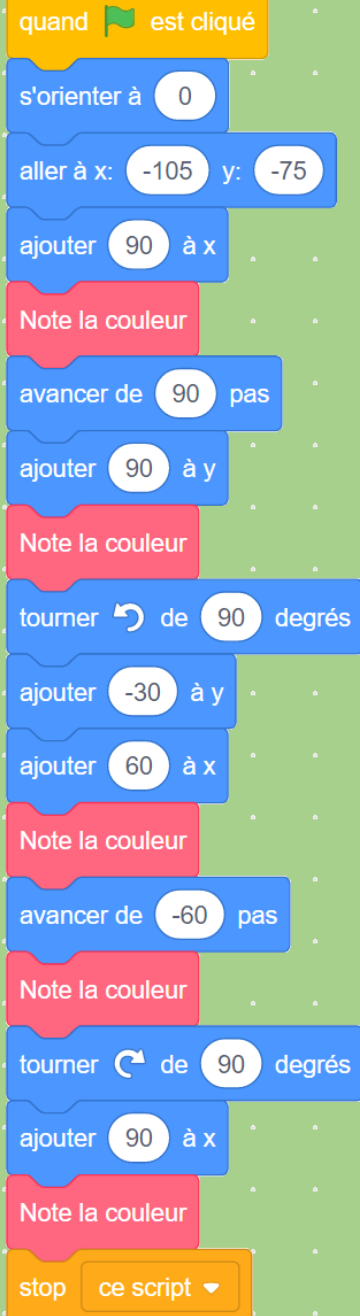 quand est cliqué
s'orienter à 0
aller à x: -105 y: -75
ajouter 90 à x
Note la couleur
avancer de 90 pas
ajouter 90 à y
Note la couleur
tourner de 90 degrés
ajouter -30 à y
ajouter 60 à x
Note la couleur
avancer de -60 pas
Note la couleur
tourner de 90 degrés
ajouter 90 à x
Note la couleur
stop ce script